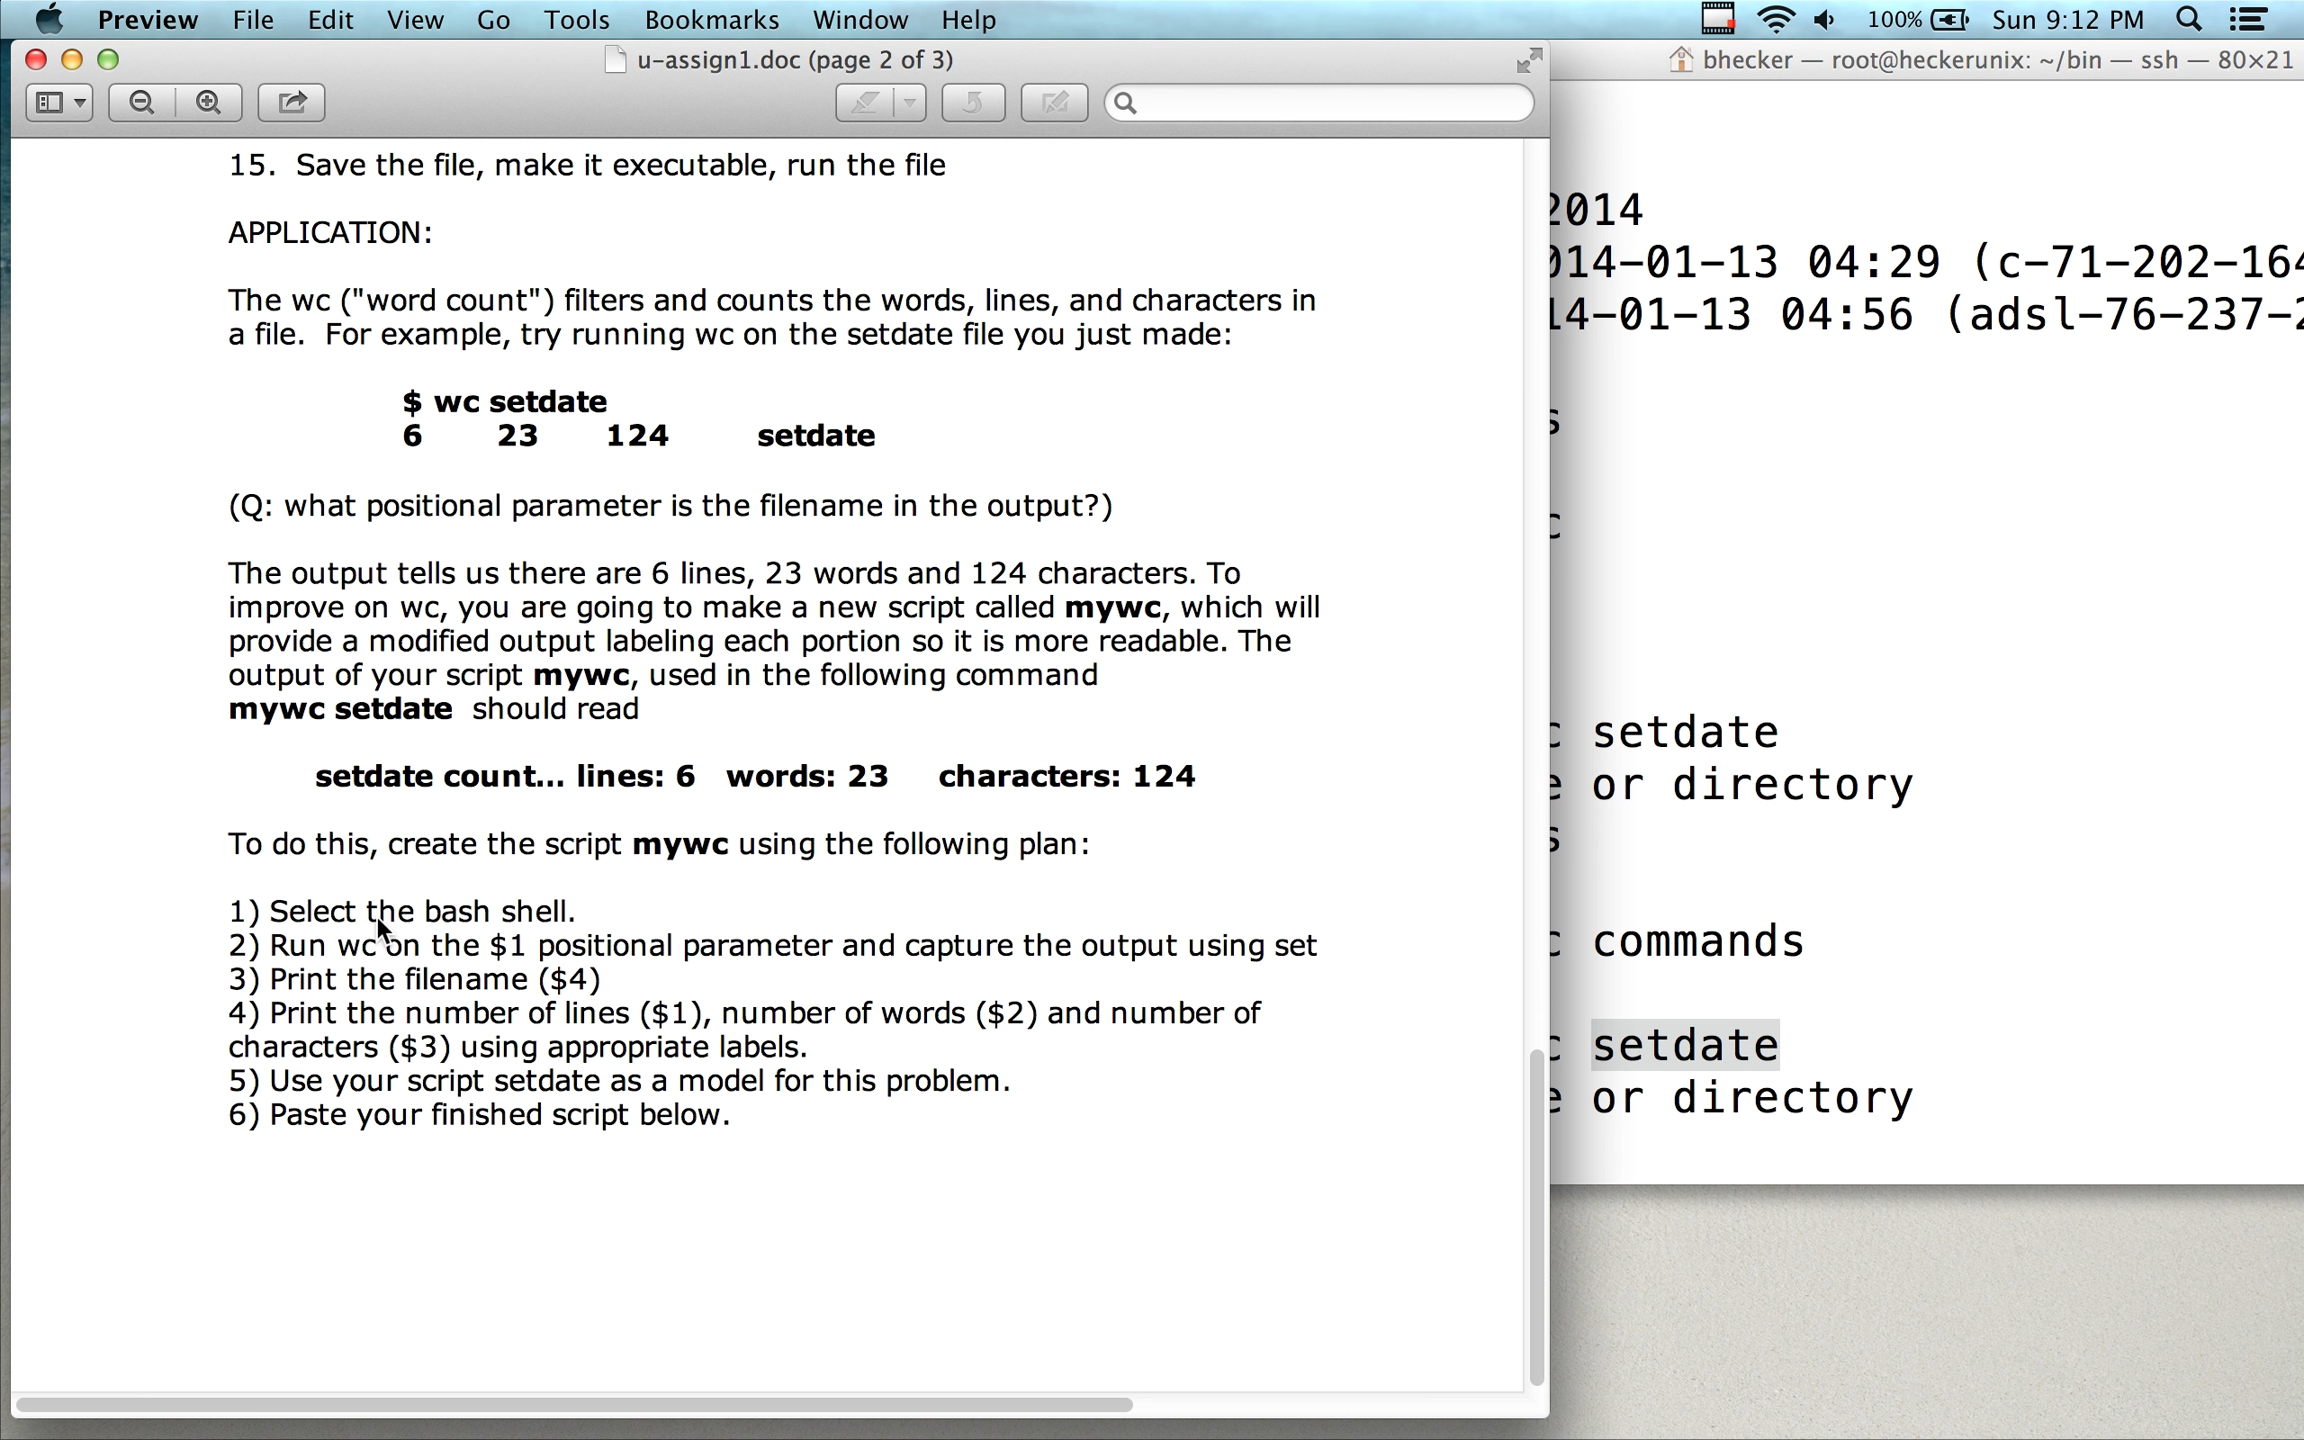 Preview File Edit View Go Tools Bookmarks Window Help 100% Sun 9:12 PM
u-assign1.doc (page 2 of 3)
bhecker — root@heckerunix: ~/bin — ssh — 80×21
15. Save the file, make it executable, run the file
APPLICATION:
The wc ("word count") filters and counts the words, lines, and characters in
a file. For example, try running wc on the setdate file you just made:
$ wc setdate
6 23 124 setdate
(Q: what positional parameter is the filename in the output?)
The output tells us there are 6 lines, 23 words and 124 characters. To
improve on wc, you are going to make a new script called mywc, which will
provide a modified output labeling each portion so it is more readable. The
output of your script mywc, used in the following command
mywc setdate should read
setdate count... lines: 6 words: 23 characters: 124
To do this, create the script mywc using the following plan:
1) Select the bash shell.
2) Run wc on the $1 positional parameter and capture the output using set
3) Print the filename ($4)
4) Print the number of lines ($1), number of words ($2) and number of
characters ($3) using appropriate labels.
5) Use your script setdate as a model for this problem.
6) Paste your finished script below.
2014
014-01-13 04:29 (c-71-202-164
14-01-13 04:56 (adsl-76-237-2
s
c
c setdate
e or directory
s
c commands
c setdate
e or directory